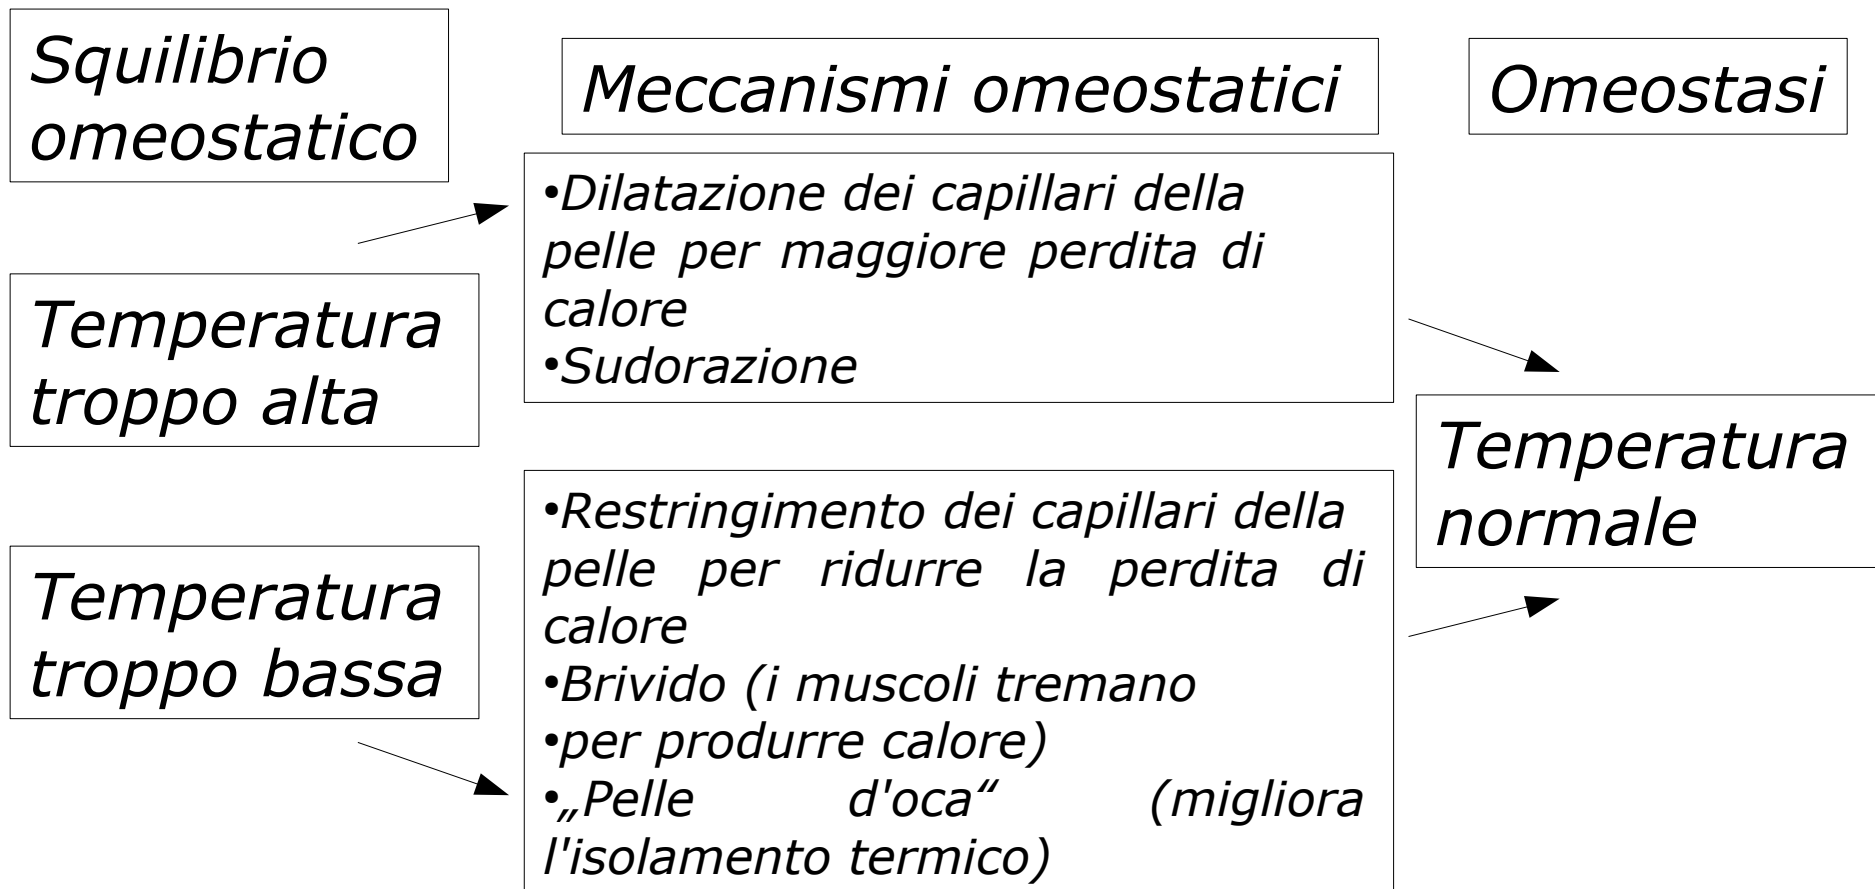 Squilibrio
omeostatico
Meccanismi omeostatici
Omeostasi
Temperatura
troppo alta
•Dilatazione dei capillari della
pelle per maggiore perdita di
calore
•Sudorazione
Temperatura
troppo bassa
•Restringimento dei capillari della
pelle per ridurre la perdita di
calore
•Brivido (i muscoli tremano
•per produrre calore)
•„Pelle d'oca“ (migliora
l'isolamento termico)
Temperatura
normale